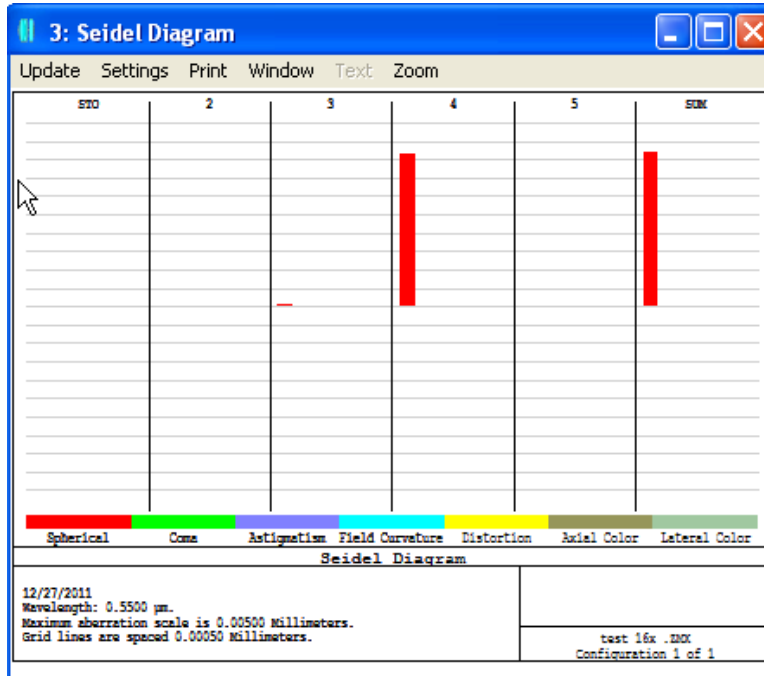 3: Seidel Diagram
Update Settings Print Window Text Zoom
STO 2 3 4 5 SUM
Spherical Coma Astigmatism Field Curvature Distortion Axial Color Lateral Color
Seidel Diagram
12/27/2011
Wavelength: 0.5500 µm.
Maximum aberration scale is 0.00500 Millimeters.
Grid lines are spaced 0.00050 Millimeters.
test 16x .ZMX
Configuration 1 of 1